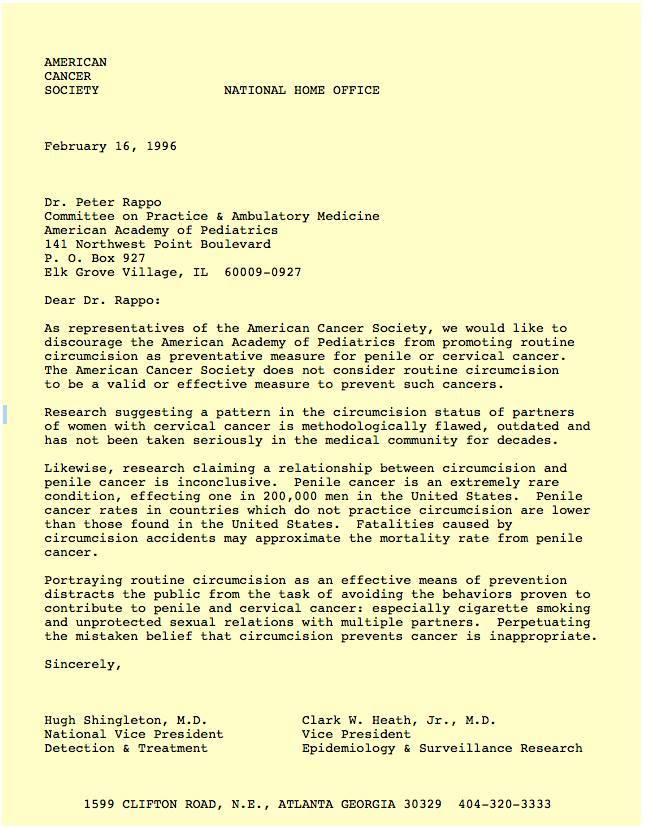 AMERICAN
CANCER
SOCIETY NATIONAL HOME OFFICE
February 16, 1996
Dr. Peter Rappo
Committee on Practice & Ambulatory Medicine
American Academy of Pediatrics
141 Northwest Point Boulevard
P. O. Box 927
Elk Grove Village, IL 60009-0927
Dear Dr. Rappo:
As representatives of the American Cancer Society, we would like to
discourage the American Academy of Pediatrics from promoting routine
circumcision as preventative measure for penile or cervical cancer.
The American Cancer Society does not consider routine circumcision
to be a valid or effective measure to prevent such cancers.
Research suggesting a pattern in the circumcision status of partners
of women with cervical cancer is methodologically flawed, outdated and
has not been taken seriously in the medical community for decades.
Likewise, research claiming a relationship between circumcision and
penile cancer is inconclusive. Penile cancer is an extremely rare
condition, effecting one in 200,000 men in the United States. Penile
cancer rates in countries which do not practice circumcision are lower
than those found in the United States. Fatalities caused by
circumcision accidents may approximate the mortality rate from penile
cancer.
Portraying routine circumcision as an effective means of prevention
distracts the public from the task of avoiding the behaviors proven to
contribute to penile and cervical cancer: especially cigarette smoking
and unprotected sexual relations with multiple partners. Perpetuating
the mistaken belief that circumcision prevents cancer is inappropriate.
Sincerely,
Hugh Shingleton, M.D. Clark W. Heath, Jr., M.D.
National Vice President Vice President
Detection & Treatment Epidemiology & Surveillance Research
1599 CLIFTON ROAD, N.E., ATLANTA GEORGIA 30329 404-320-3333